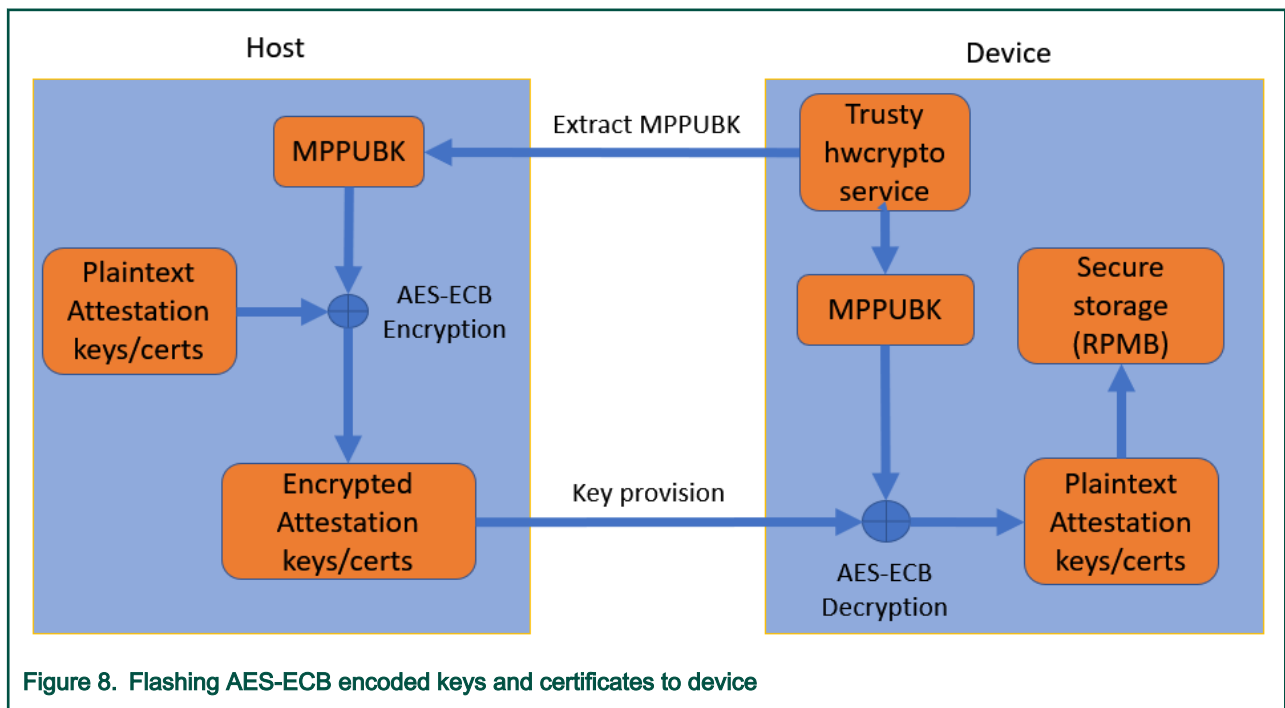 Host
Device
MPPUBK
Extract MPPUBK
Trusty
hwcrypto
service
Plaintext
Attestation
keys/certs
AES-ECB
Encryption
MPPUBK
Secure
storage
(RPMB)
Encrypted
Attestation
keys/certs
Key provision
AES-ECB
Decryption
Plaintext
Attestation
keys/certs
Figure 8. Flashing AES-ECB encoded keys and certificates to device